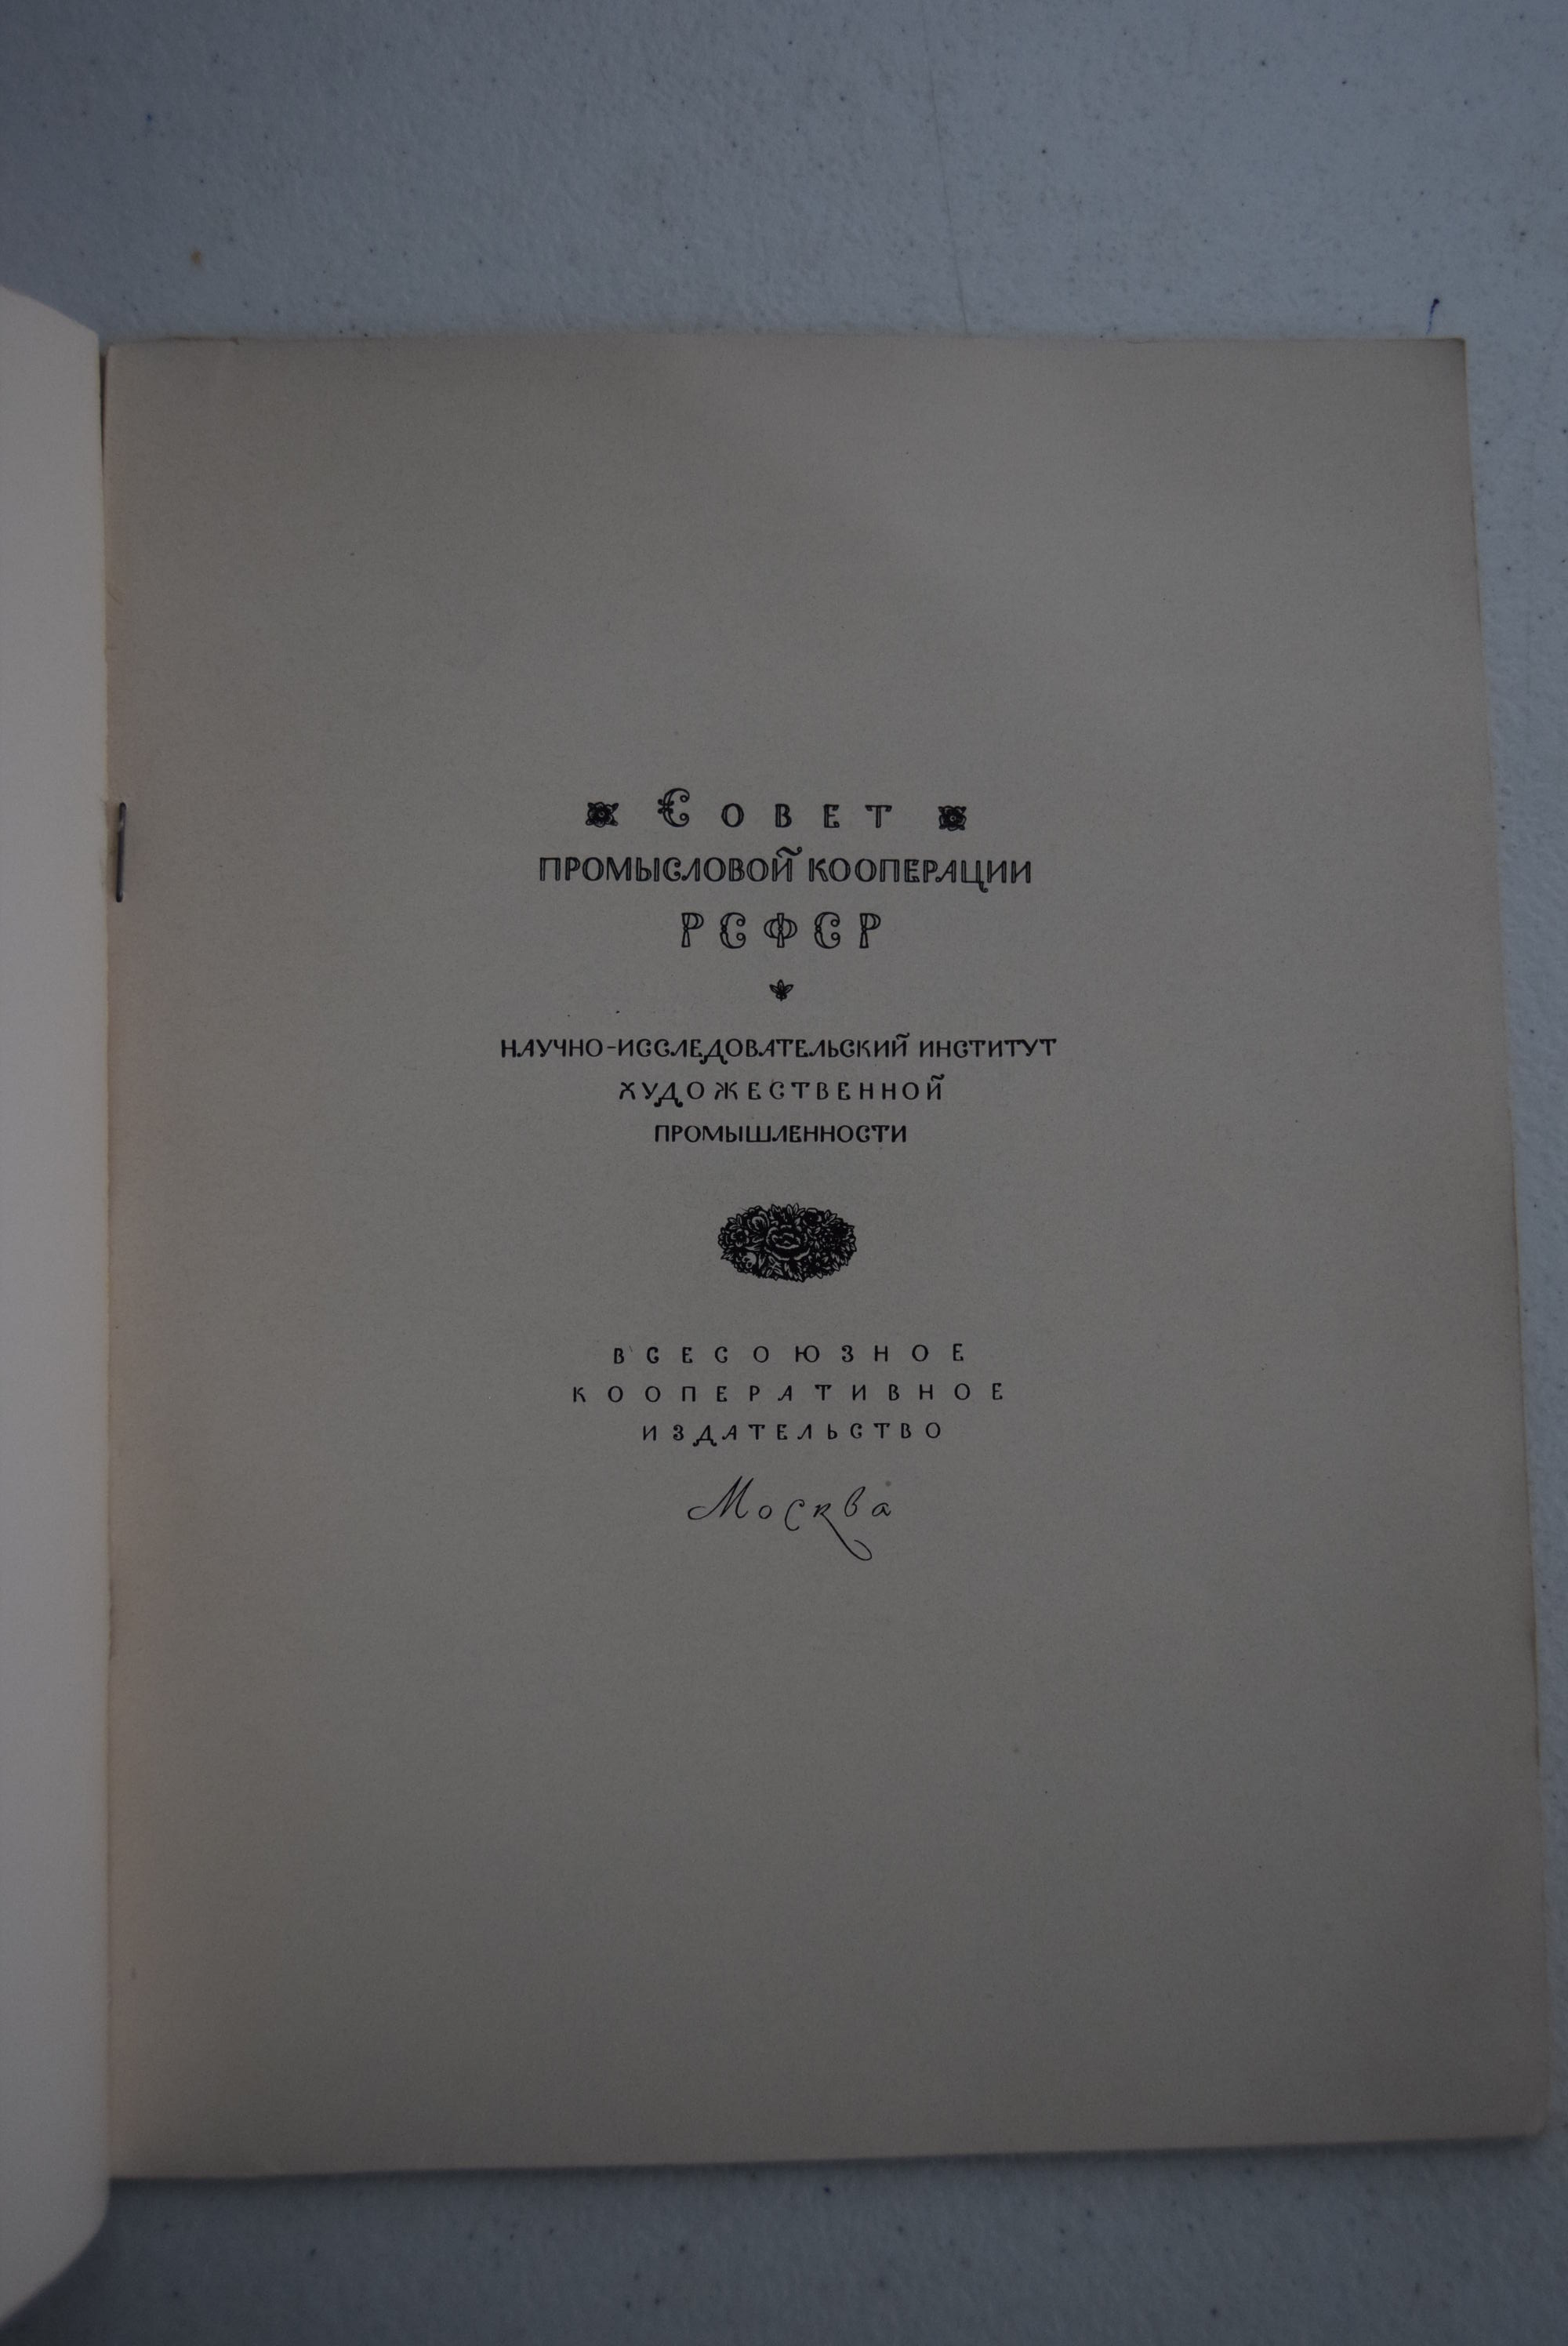 Совет
ПРОМЫСЛОВОЙ КООПЕРАЦИИ
РСФСР
НАУЧНО-ИССЛЕДОВАТЕЛЬСКИЙ ИНСТИТУТ
ХУДОЖЕСТВЕННОЙ
ПРОМЫШЛЕННОСТИ
ВСЕСОЮЗНОЕ
КООПЕРАТИВНОЕ
ИЗДАТЕЛЬСТВО
Москва